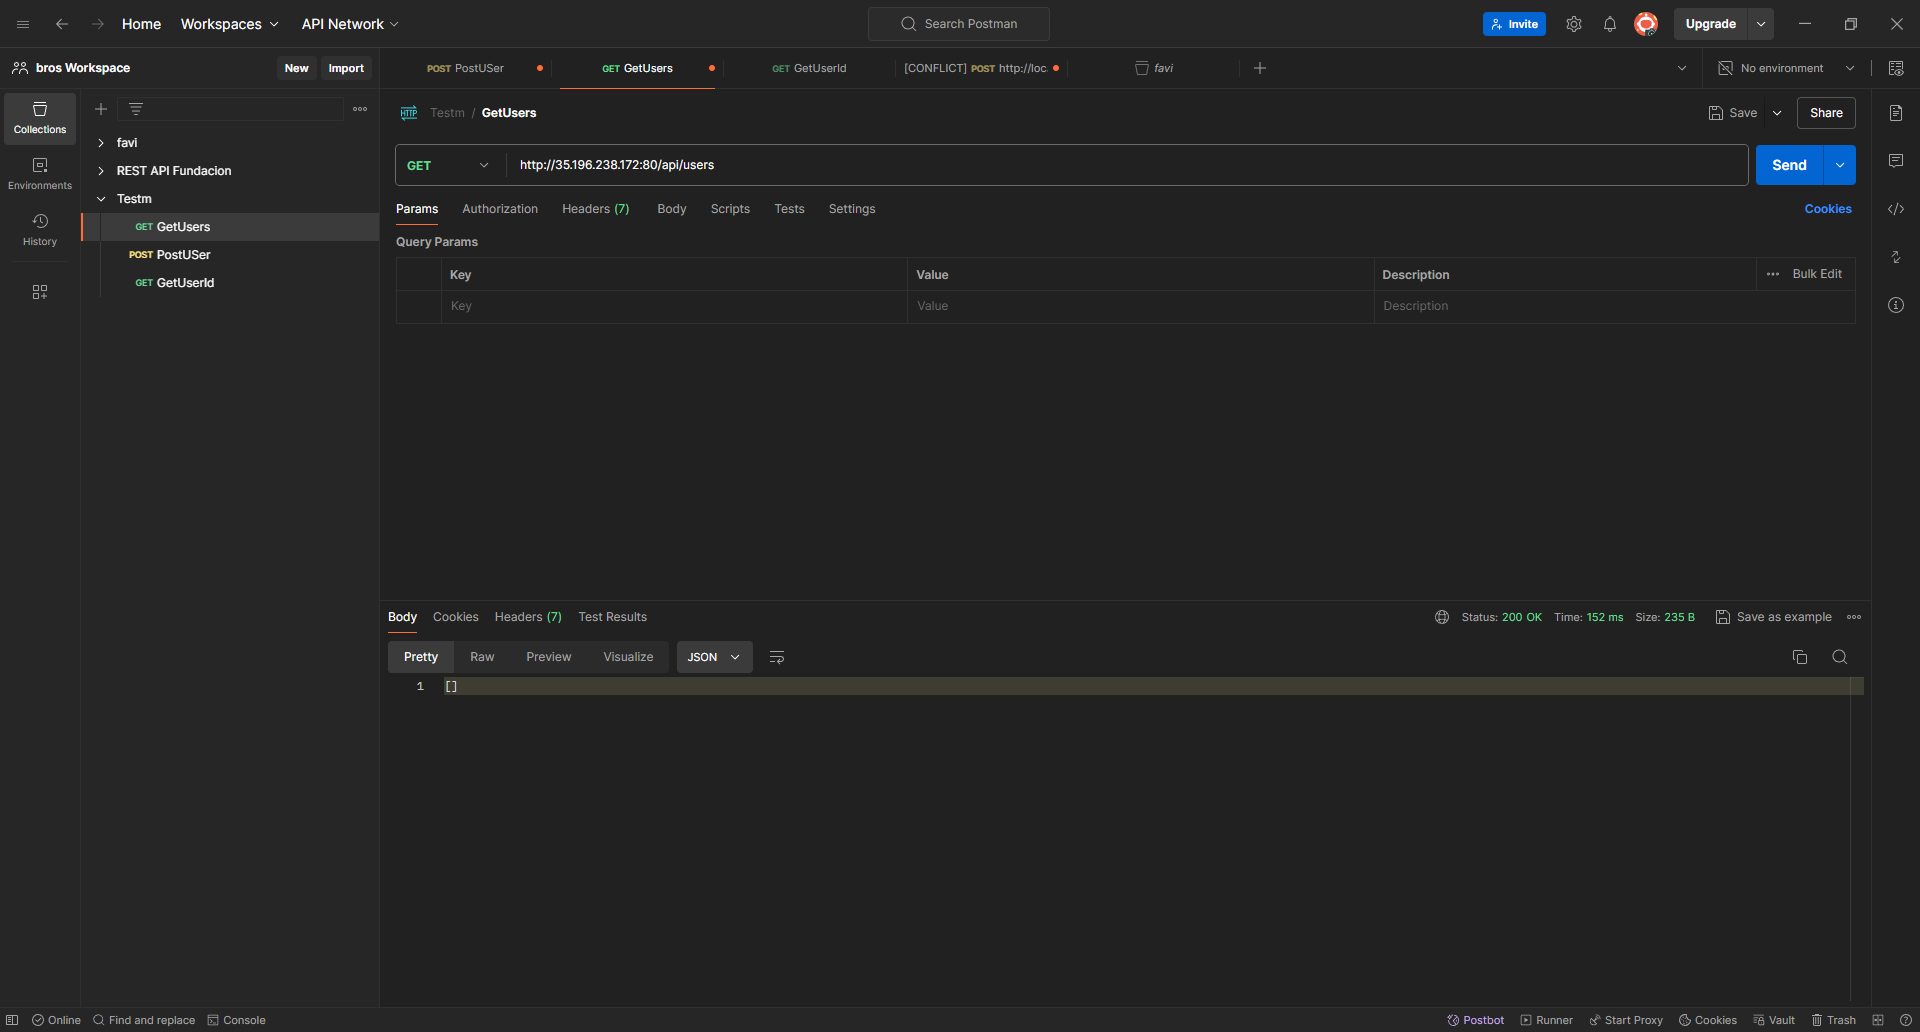 Home Workspaces API Network Search Postman Invite Upgrade
bros Workspace New Import POST PostUSer GET GetUsers GET GetUserId [CONFLICT] POST http://loc. favi No environment
Collections
Environments
History
favi
REST API Fundacion
Testm
GET GetUsers
POST PostUSer
GET GetUserId
HTTP Testm / GetUsers Save Share
GET http://35.196.238.172:80/api/users Send
Params Authorization Headers (7) Body Scripts Tests Settings Cookies
Query Params
Key Value Description Bulk Edit
Key Value Description
Body Cookies Headers (7) Test Results Status: 200 OK Time: 152 ms Size: 235 B Save as example
Pretty Raw Preview Visualize JSON
1 []
Online Find and replace Console Postbot Runner Start Proxy Cookies Vault Trash